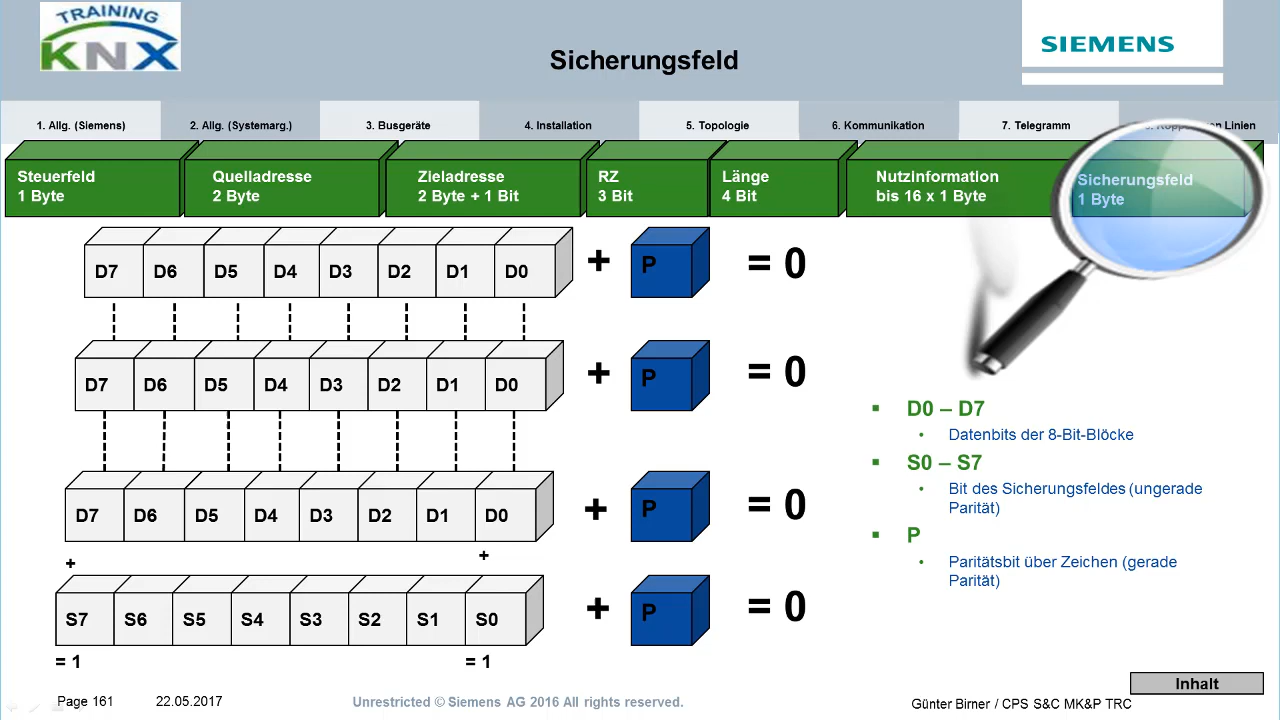 TRAINING
KNX
Sicherungsfeld
SIEMENS
1. Allg. (Siemens)
2. Allg. (Systemarg.)
3. Busgeräte
4. Installation
5. Topologie
6. Kommunikation
7. Telegramm
Linien
Steuerfeld
1 Byte
Quelladresse
2 Byte
Zieladresse
2 Byte + 1 Bit
RZ
3 Bit
Länge
4 Bit
Nutzinformation
bis 16 x 1 Byte
Sicherungsfeld
1 Byte
D7 D6 D5 D4 D3 D2 D1 D0 + P = 0
D7 D6 D5 D4 D3 D2 D1 D0 + P = 0
D7 D6 D5 D4 D3 D2 D1 D0 + P = 0
+ +
S7 S6 S5 S4 S3 S2 S1 S0 + P = 0
= 1 = 1
▪ D0 – D7
• Datenbits der 8-Bit-Blöcke
▪ S0 – S7
• Bit des Sicherungsfeldes (ungerade
Parität)
▪ P
• Paritätsbit über Zeichen (gerade
Parität)
Inhalt
Page 161 22.05.2017 Unrestricted © Siemens AG 2016 All rights reserved. Günter Birner / CPS S&C MK&P TRC